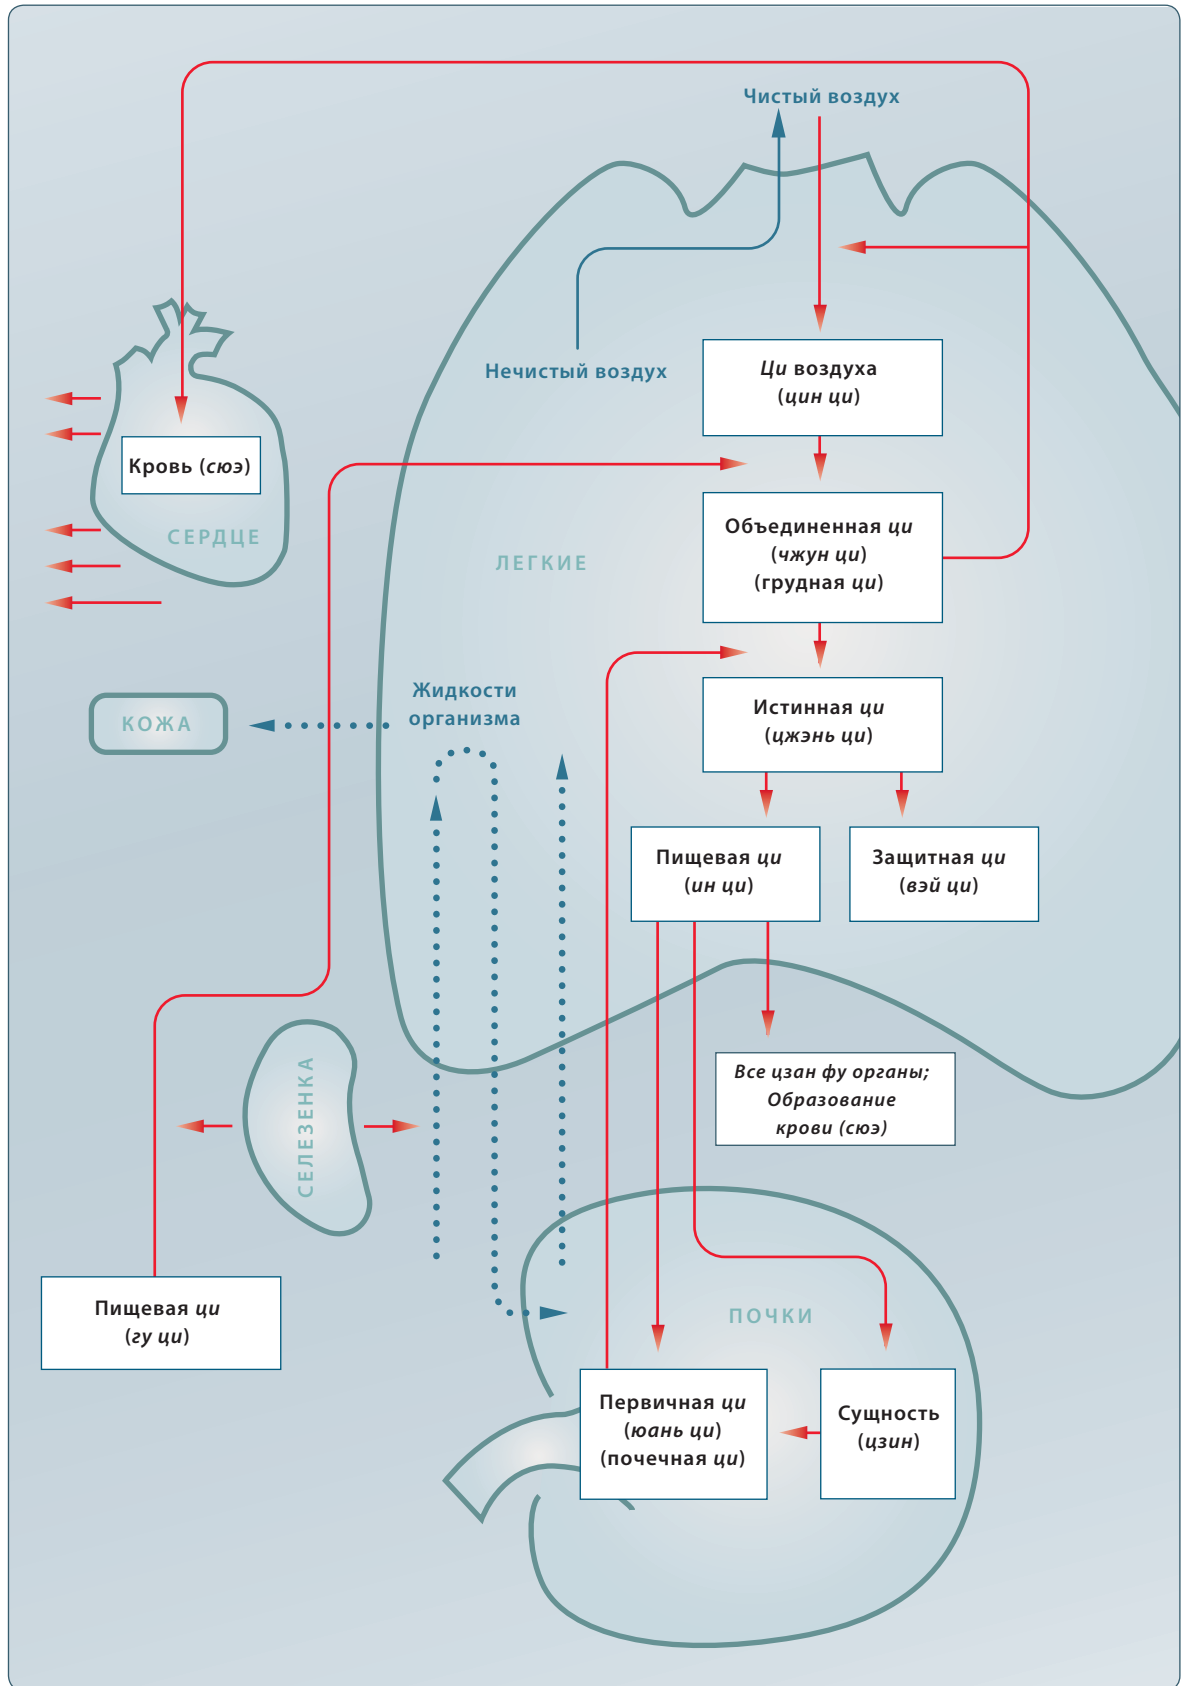 Чистый воздух
Нечистый воздух
Ци воздуха
(цин ци)
Кровь (сюэ)
СЕРДЦЕ
ЛЕГКИЕ
Объединенная ци
(чжун ци)
(грудная ци)
Жидкости
организма
КОЖА
Истинная ци
(цжэнь ци)
Пищевая ци
(ин ци)
Защитная ци
(вэй ци)
СЕЛЕЗЕНКА
Все цзан фу органы;
Образование
крови (сюэ)
Пищевая ци
(гу ци)
ПОЧКИ
Первичная ци
(юань ци)
(почечная ци)
Сущность
(цзин)